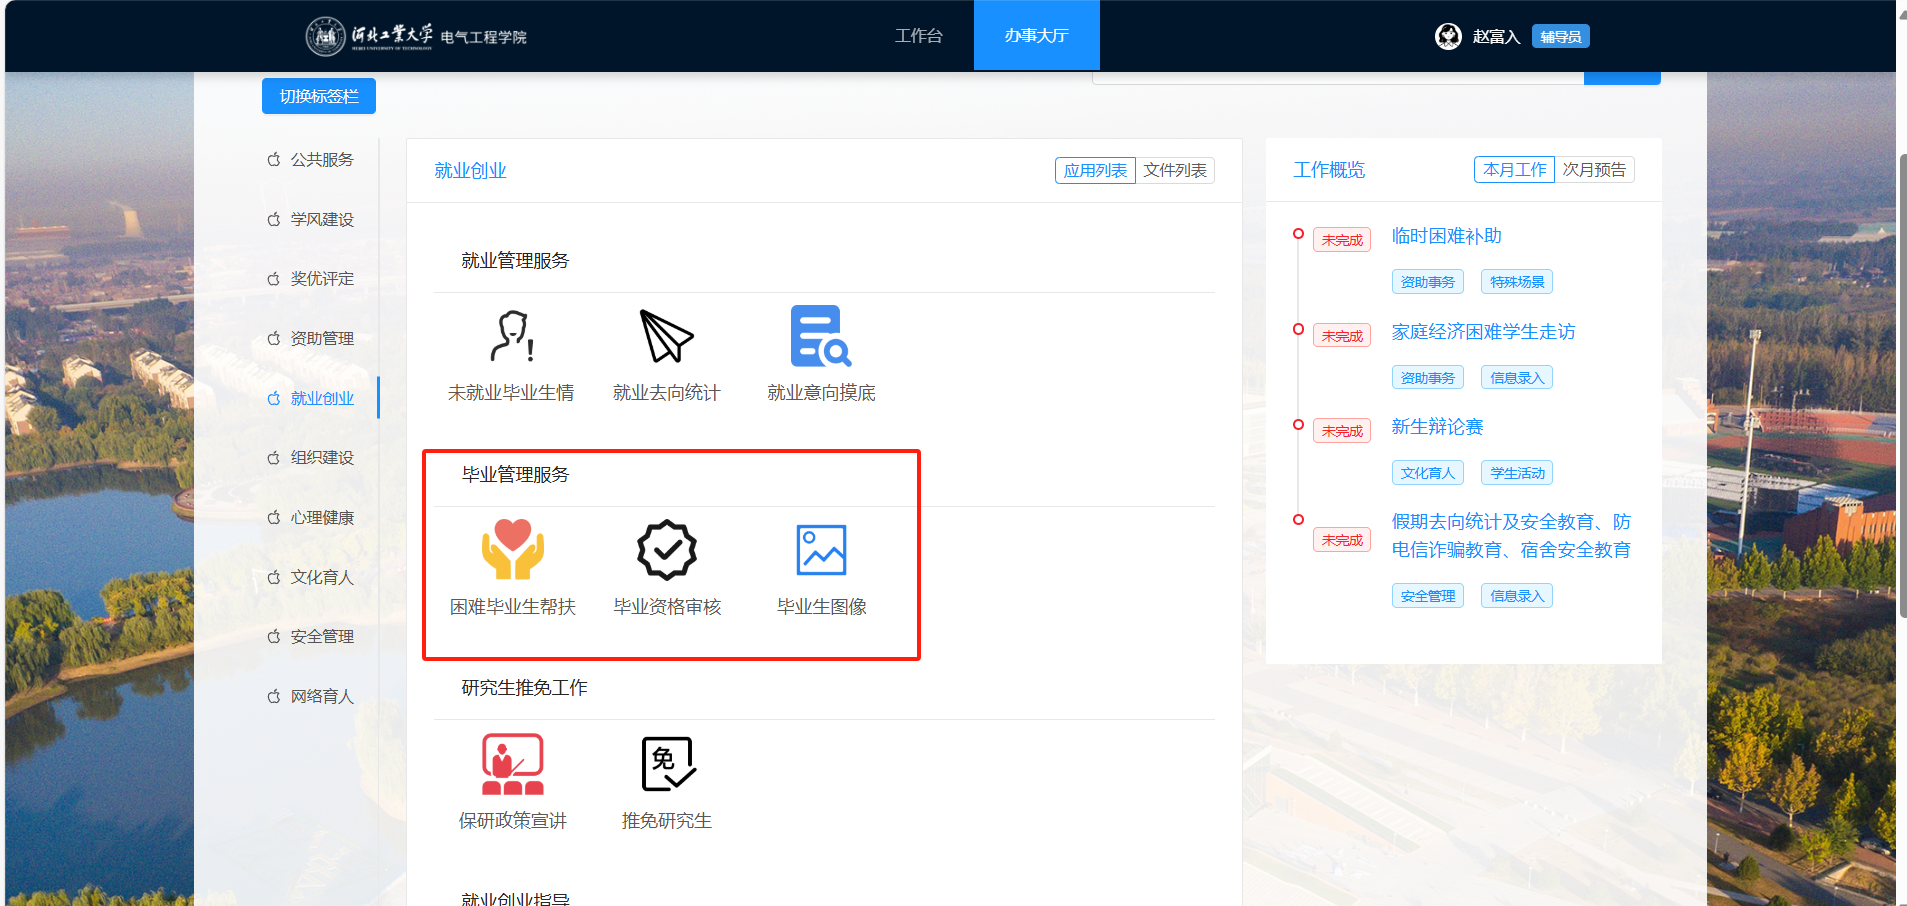 河北工业大学 电气工程学院
HEBEI UNIVERSITY OF TECHNOLOGY
工作台
办事大厅
赵富入 辅导员
切换标签栏
公共服务
学风建设
奖优评定
资助管理
就业创业
组织建设
心理健康
文化育人
安全管理
网络育人
就业创业
应用列表 文件列表
就业管理服务
未就业毕业生情
就业去向统计
就业意向摸底
毕业管理服务
困难毕业生帮扶
毕业资格审核
毕业生图像
研究生推免工作
免
保研政策宣讲
推免研究生
就业创业指导
工作概览
本月工作 次月预告
未完成 临时困难补助
资助事务 特殊场景
未完成 家庭经济困难学生走访
资助事务 信息录入
未完成 新生辩论赛
文化育人 学生活动
未完成 假期去向统计及安全教育、防
电信诈骗教育、宿舍安全教育
安全管理 信息录入